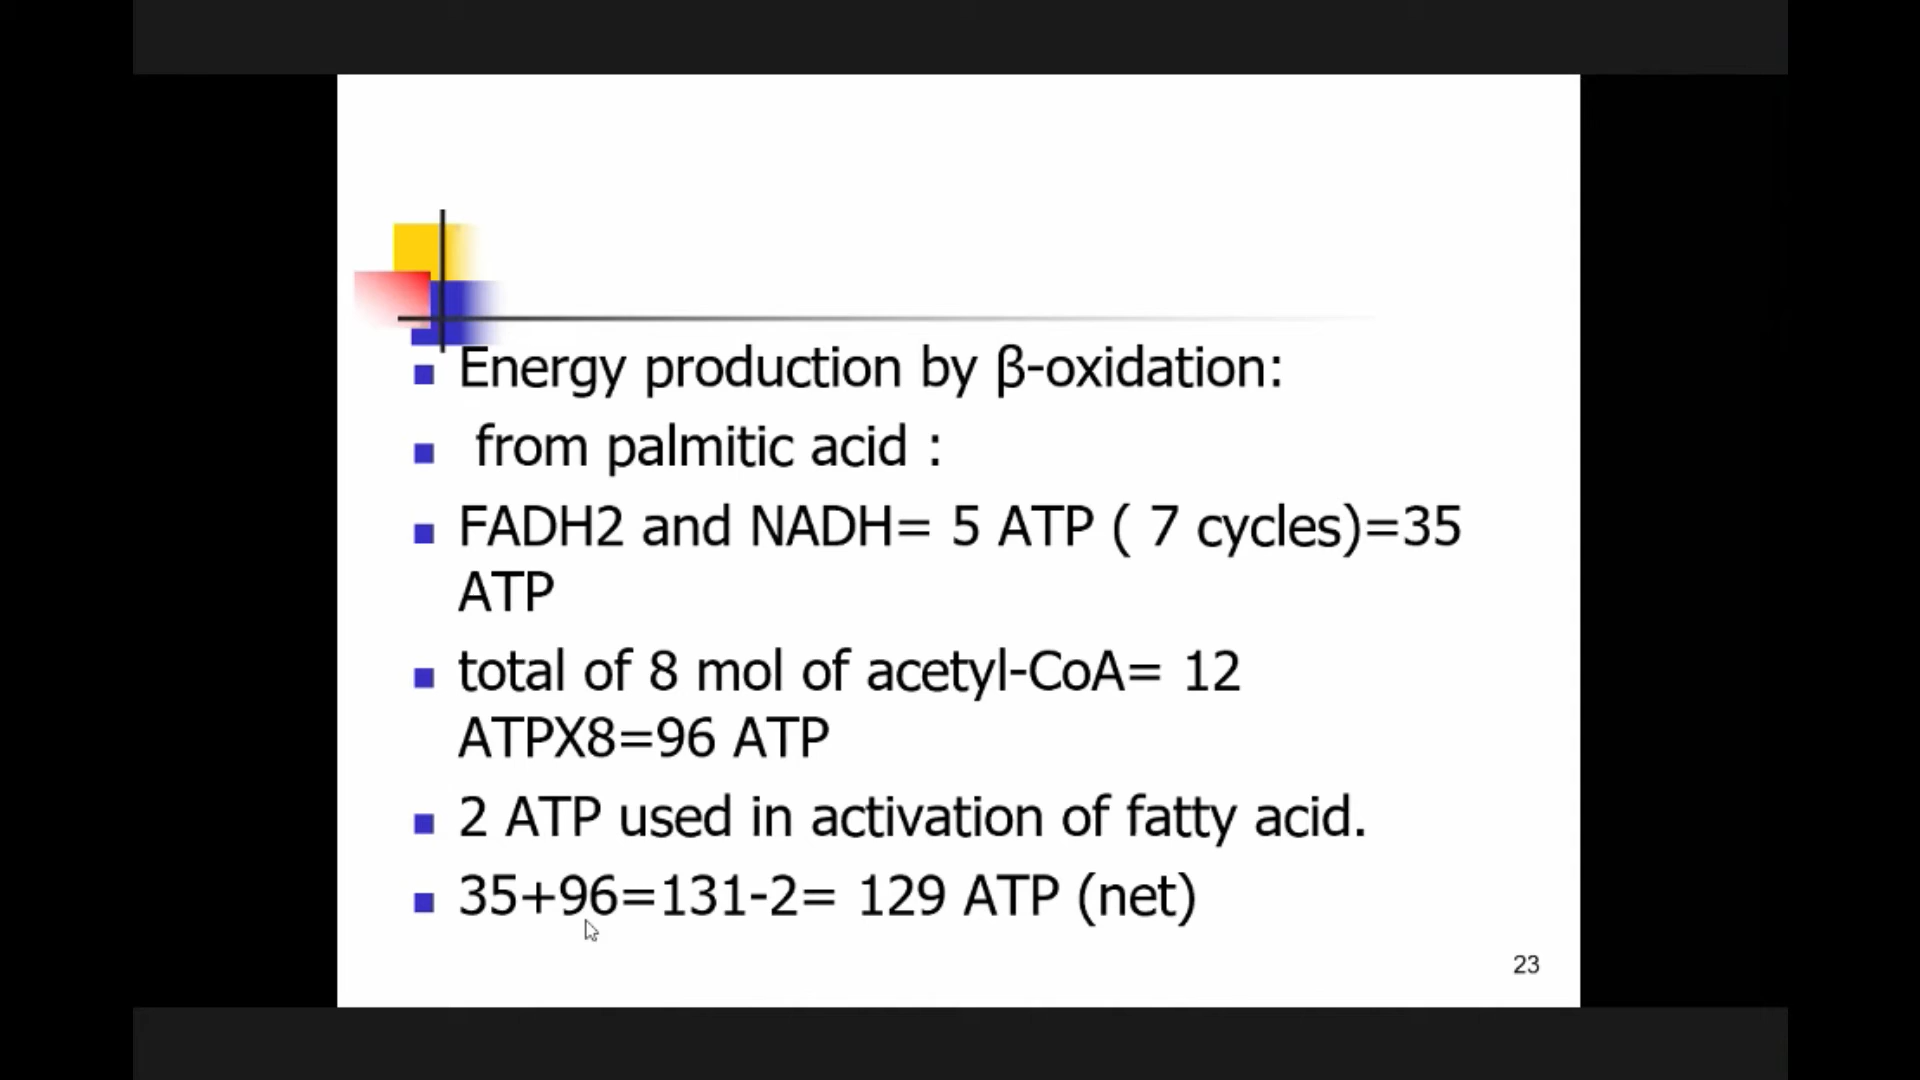 Energy production by β-oxidation:
from palmitic acid :
FADH2 and NADH= 5 ATP ( 7 cycles)=35
ATP
total of 8 mol of acetyl-CoA= 12
ATPX8=96 ATP
2 ATP used in activation of fatty acid.
35+96=131-2= 129 ATP (net)
23